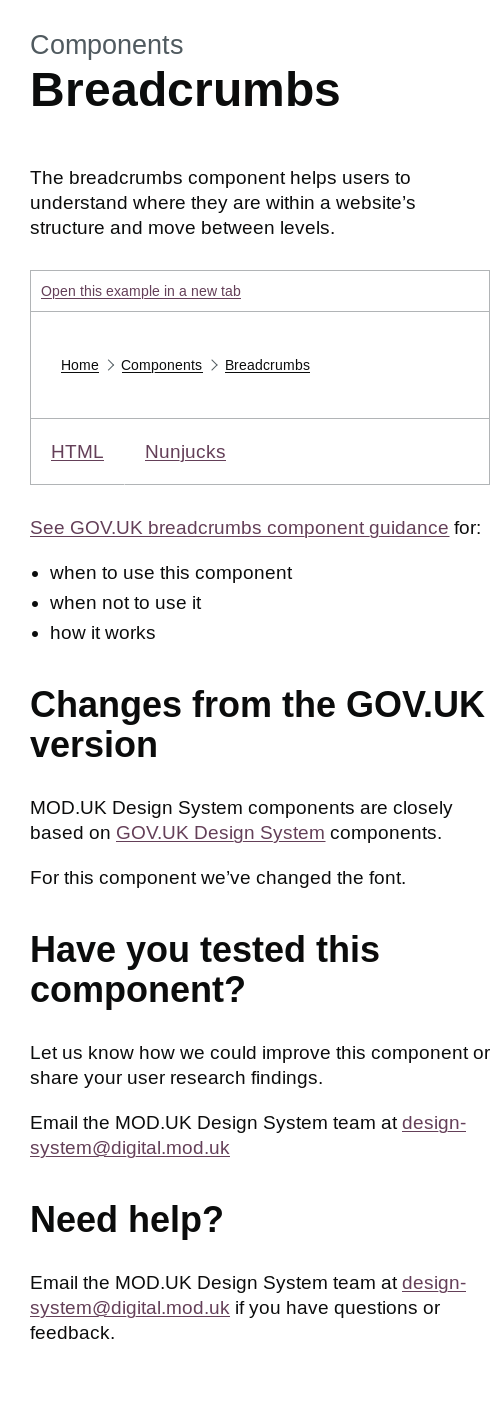 Components
Breadcrumbs
The breadcrumbs component helps users to
understand where they are within a website’s
structure and move between levels.
Open this example in a new tab
Home Components Breadcrumbs
HTML Nunjucks
See GOV.UK breadcrumbs component guidance for:
• when to use this component
• when not to use it
• how it works
Changes from the GOV.UK
version
MOD.UK Design System components are closely
based on GOV.UK Design System components.
For this component we’ve changed the font.
Have you tested this
component?
Let us know how we could improve this component or
share your user research findings.
Email the MOD.UK Design System team at design-
system@digital.mod.uk
Need help?
Email the MOD.UK Design System team at design-
system@digital.mod.uk if you have questions or
feedback.